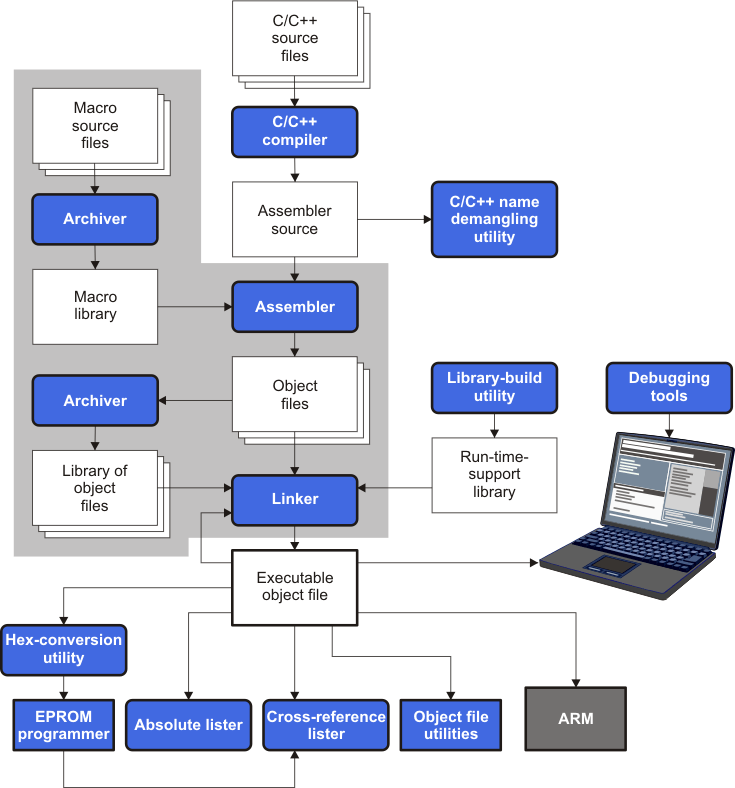 C/C++
source
files
Macro
source
files
C/C++
compiler
Archiver
Assembler
source
C/C++ name
demangling
utility
Macro
library
Assembler
Archiver
Object
files
Library-build
utility
Debugging
tools
Library of
object
files
Linker
Run-time-
support
library
Executable
object file
Hex-conversion
utility
EPROM
programmer
Absolute lister
Cross-reference
lister
Object file
utilities
ARM